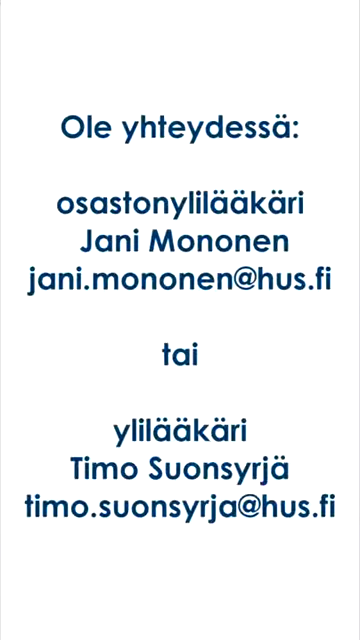 Ole yhteydessä:
osastonylilääkäri
Jani Mononen
jani.mononen@hus.fi
tai
ylilääkäri
Timo Suonsyrjä
timo.suonsyrja@hus.fi